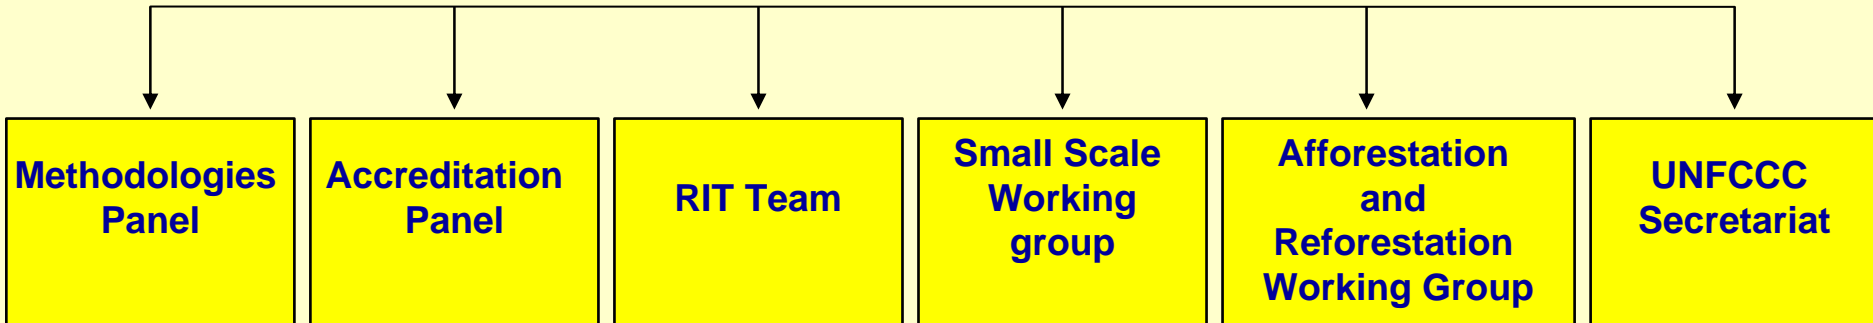 Methodologies
Panel
Accreditation
Panel
RIT Team
Small Scale
Working
group
Afforestation
and
Reforestation
Working Group
UNFCCC
Secretariat